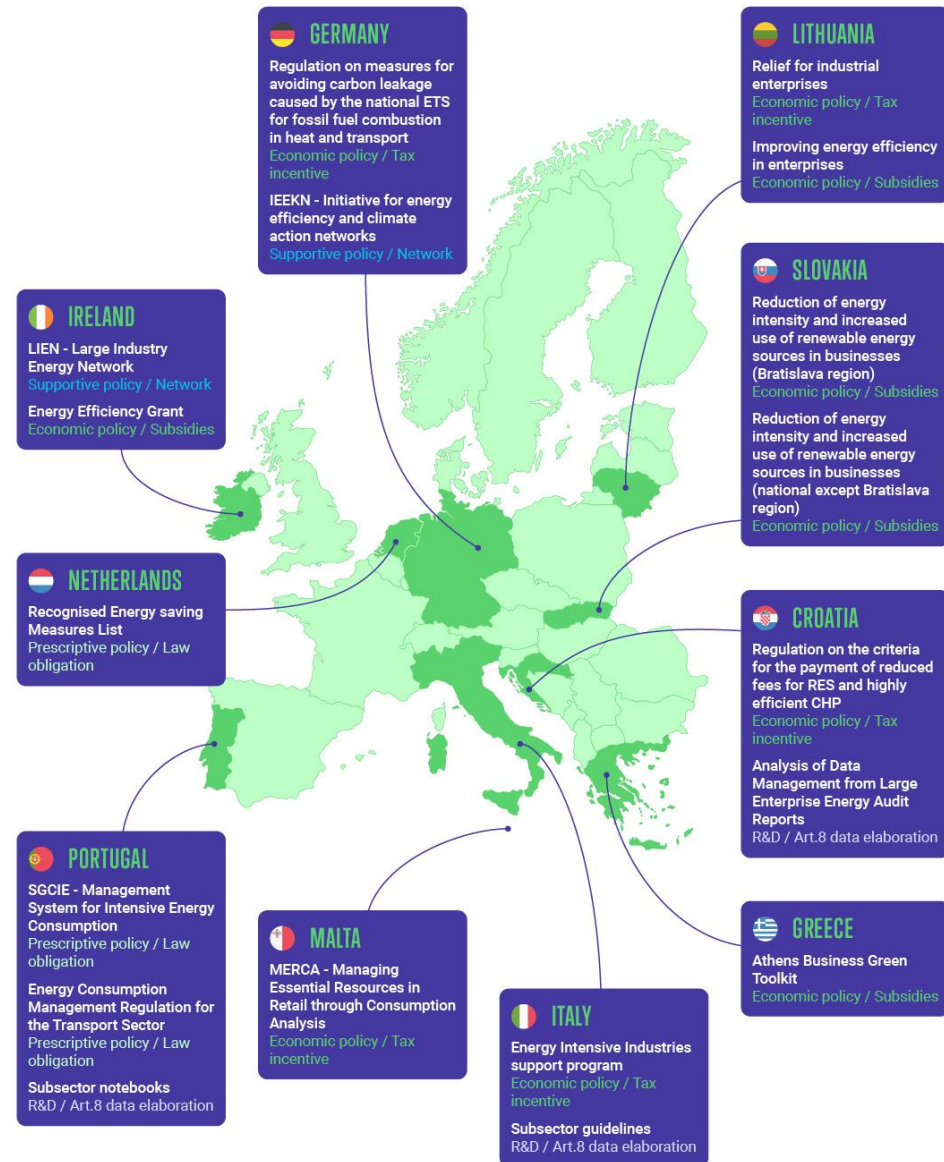 GERMANY
Regulation on measures for
avoiding carbon leakage
caused by the national ETS
for fossil fuel combustion
in heat and transport
Economic policy / Tax
incentive
IEEKN - Initiative for energy
efficiency and climate
action networks
Supportive policy / Network
LITHUANIA
Relief for industrial
enterprises
Economic policy / Tax
incentive
Improving energy efficiency
in enterprises
Economic policy / Subsidies
IRELAND
LIEN - Large Industry
Energy Network
Supportive policy / Network
Energy Efficiency Grant
Economic policy / Subsidies
SLOVAKIA
Reduction of energy
intensity and increased
use of renewable energy
sources in businesses
(Bratislava region)
Economic policy / Subsidies
Reduction of energy
intensity and increased
use of renewable energy
sources in businesses
(national except Bratislava
region)
Economic policy / Subsidies
NETHERLANDS
Recognised Energy saving
Measures List
Prescriptive policy / Law
obligation
CROATIA
Regulation on the criteria
for the payment of reduced
fees for RES and highly
efficient CHP
Economic policy / Tax
incentive
Analysis of Data
Management from Large
Enterprise Energy Audit
Reports
R&D / Art.8 data elaboration
PORTUGAL
SGCIE - Management
System for Intensive Energy
Consumption
Prescriptive policy / Law
obligation
Energy Consumption
Management Regulation for
the Transport Sector
Prescriptive policy / Law
obligation
Subsector notebooks
R&D / Art.8 data elaboration
MALTA
MERCA - Managing
Essential Resources in
Retail through Consumption
Analysis
Economic policy / Tax
incentive
GREECE
Athens Business Green
Toolkit
Economic policy / Subsidies
ITALY
Energy Intensive Industries
support program
Economic policy / Tax
incentive
Subsector guidelines
R&D / Art.8 data elaboration